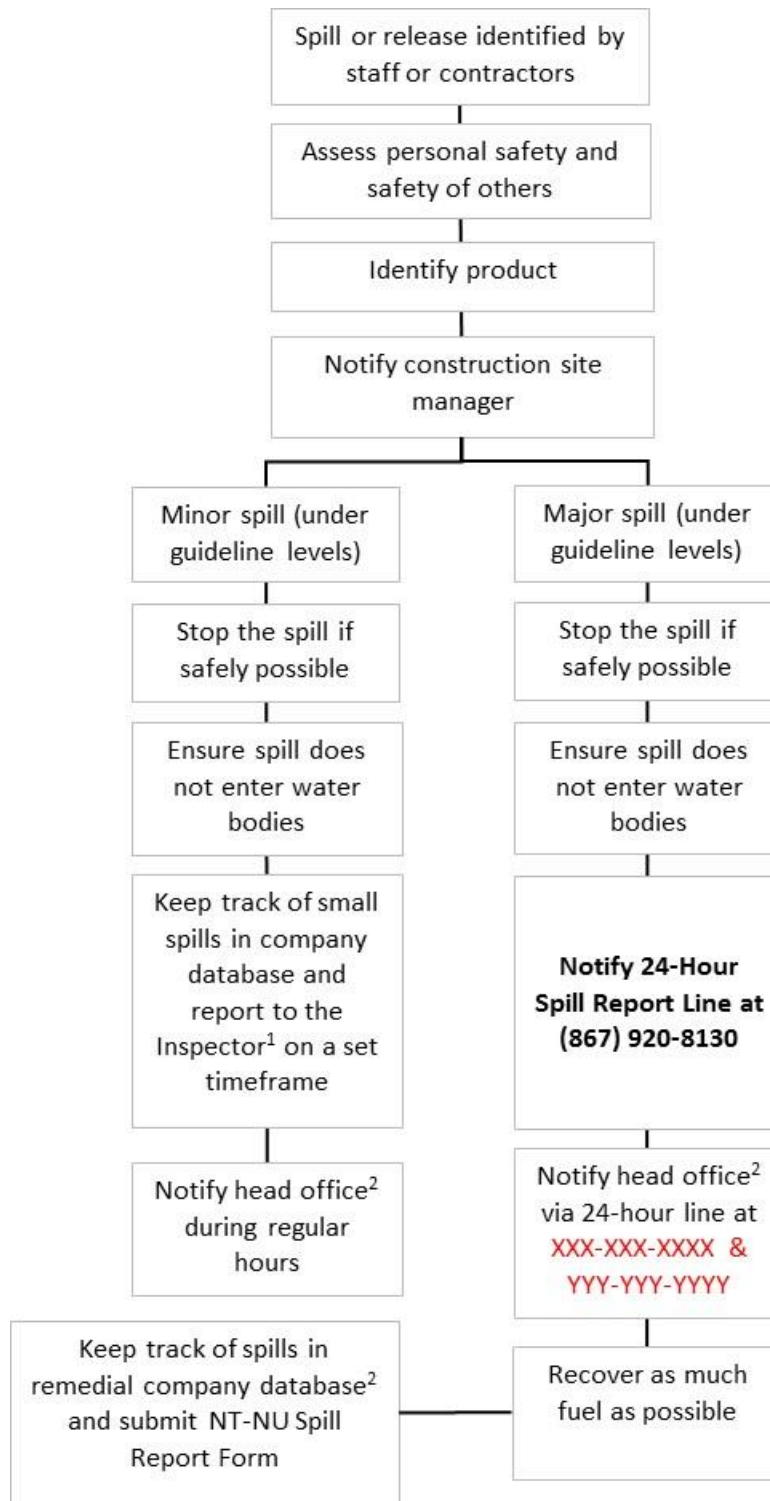 Spill or release identified by
staff or contractors
Assess personal safety and
safety of others
Identify product
Notify construction site
manager
Minor spill (under
guideline levels)
Stop the spill if
safely possible
Ensure spill does
not enter water
bodies
Keep track of small
spills in company
database and
report to the
Inspector¹ on a set
timeframe
Notify head office²
during regular
hours
Major spill (under
guideline levels)
Stop the spill if
safely possible
Ensure spill does
not enter water
bodies
Notify 24-Hour
Spill Report Line at
(867) 920-8130
Notify head office²
via 24-hour line at
XXX-XXX-XXXX &
YYY-YYY-YYYY
Recover as much
fuel as possible
Keep track of spills in
remedial company database²
and submit NT-NU Spill
Report Form